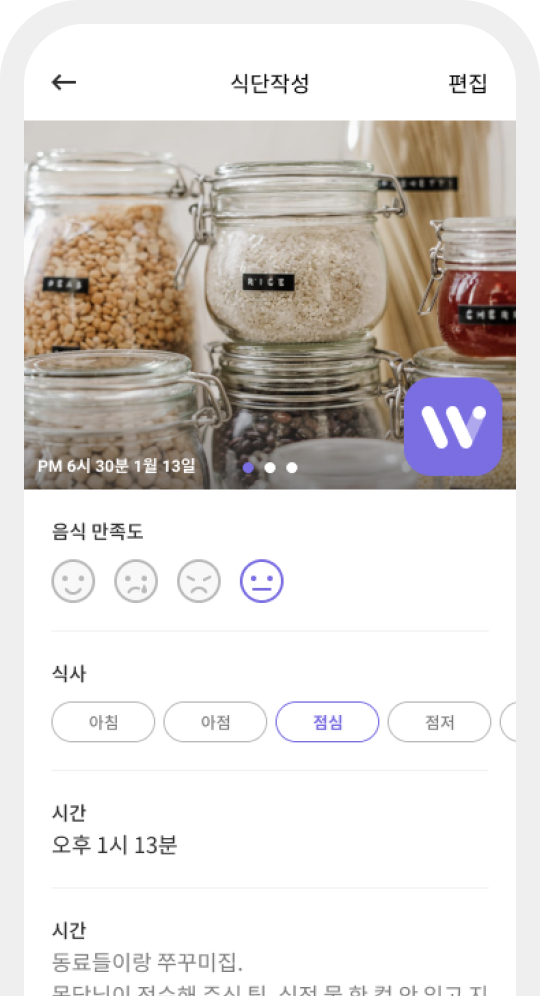 식단작성
편집
SPAGHETTI
PEAS
RICE
CHERR
PM 6시 30분 1월 13일
음식 만족도
식사
아침
아점
점심
점저
시간
오후 1시 13분
시간
동료들이랑 쭈꾸미집.